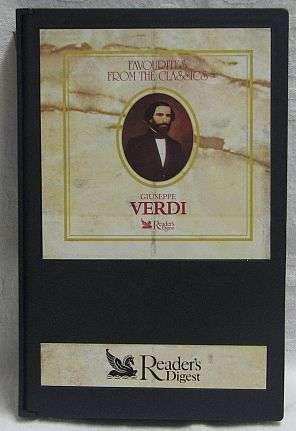 FAVOURITES
FROM THE CLASSICS
GIUSEPPE
VERDI
Reader's
Digest
Reader's
Digest